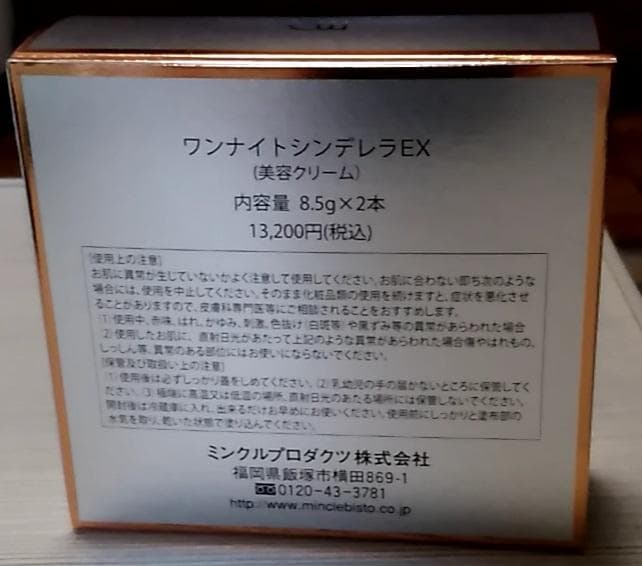 ワンナイトシンデレラEX
(美容クリーム)
内容量 8.5g×2本
13,200円(税込)
[使用上の注意]
お肌に異常が生じていないかよく注意して使用してください。お肌に合わない即ち次のような
場合には、使用を中止してください。そのまま化粧品類の使用を続けますと、症状を悪化させ
ることがありますので、皮膚科専門医等にご相談されることをおすすめします。
(1)使用中、赤味、はれ、かゆみ、刺激、色抜け(白斑等)や黒ずみ等の異常があらわれた場合
(2)使用したお肌に、直射日光があたって上記のような異常があらわれた場合傷やはれもの、
しっしん等、異常のある部位にはお使いにならないでください。
[保管及び取扱い上の注意]
(1)使用後は必ずしっかり蓋をしめてください。(2)乳幼児の手の届かないところに保管してく
ださい。(3)極端に高温又は低温の場所、直射日光のあたる場所には保管しないでください。
開封後は冷蔵庫に入れ、出来るだけお早めにお使いください。使用前にしっかりと塗布部の
水気を取り、乾いた状態で塗り込んでください。
ミンクルプロダクツ株式会社
福岡県飯塚市横田869-1
0120-43-3781
http://www.minclebisto.co.jp